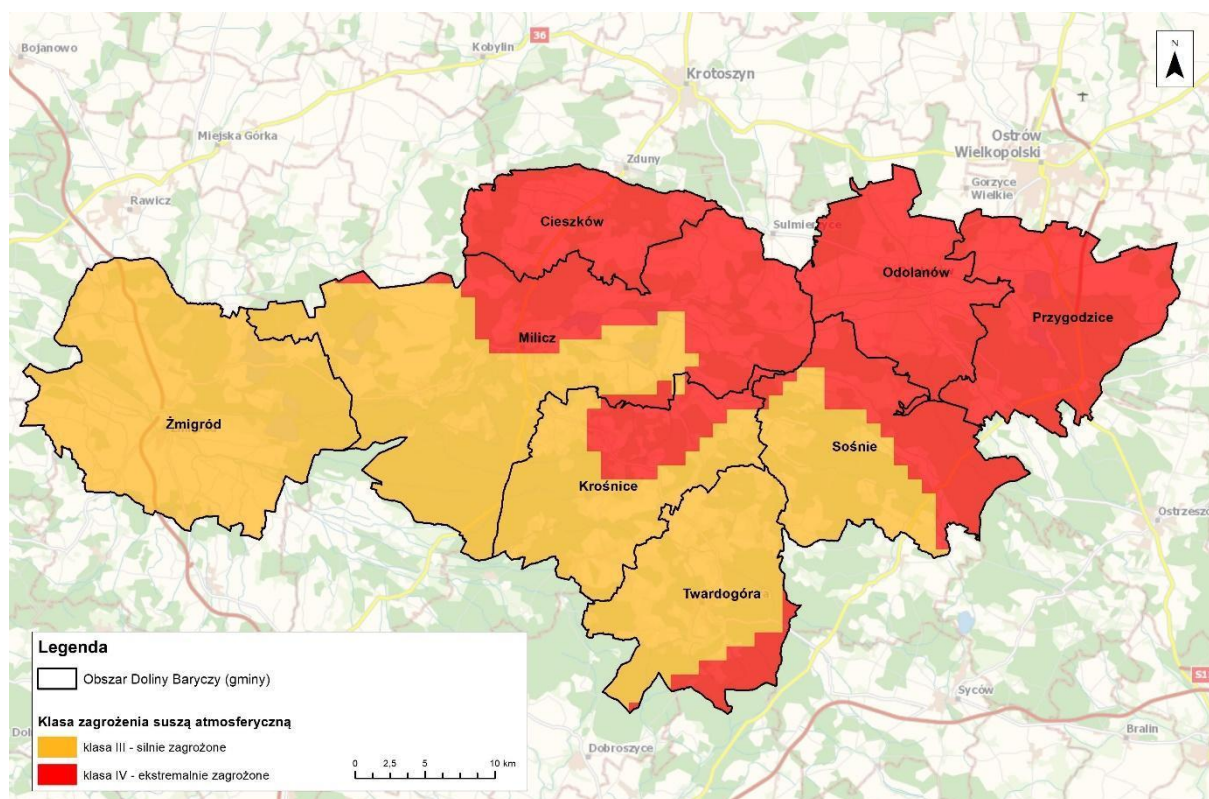 Bojanowo
36
Kobylin
N
Krotoszyn
Miejska Górka
Ostrów
Wielkopolski
Zduny
Gorzyce
Wielkie
Rawicz
Cieszków
Sulmierzyce
Odolanów
Przygodzice
Milicz
Żmigród
Sośnie
Krośnice
Ostrzeszó
Twardogóra
Legenda
Obszar Doliny Baryczy (gminy)
Klasa zagrożenia suszą atmosferyczną
klasa III - silnie zagrożone
klasa IV - ekstremalnie zagrożone
0 2,5 5 10 km
Syców
S1
Bralin
Dobroszyce